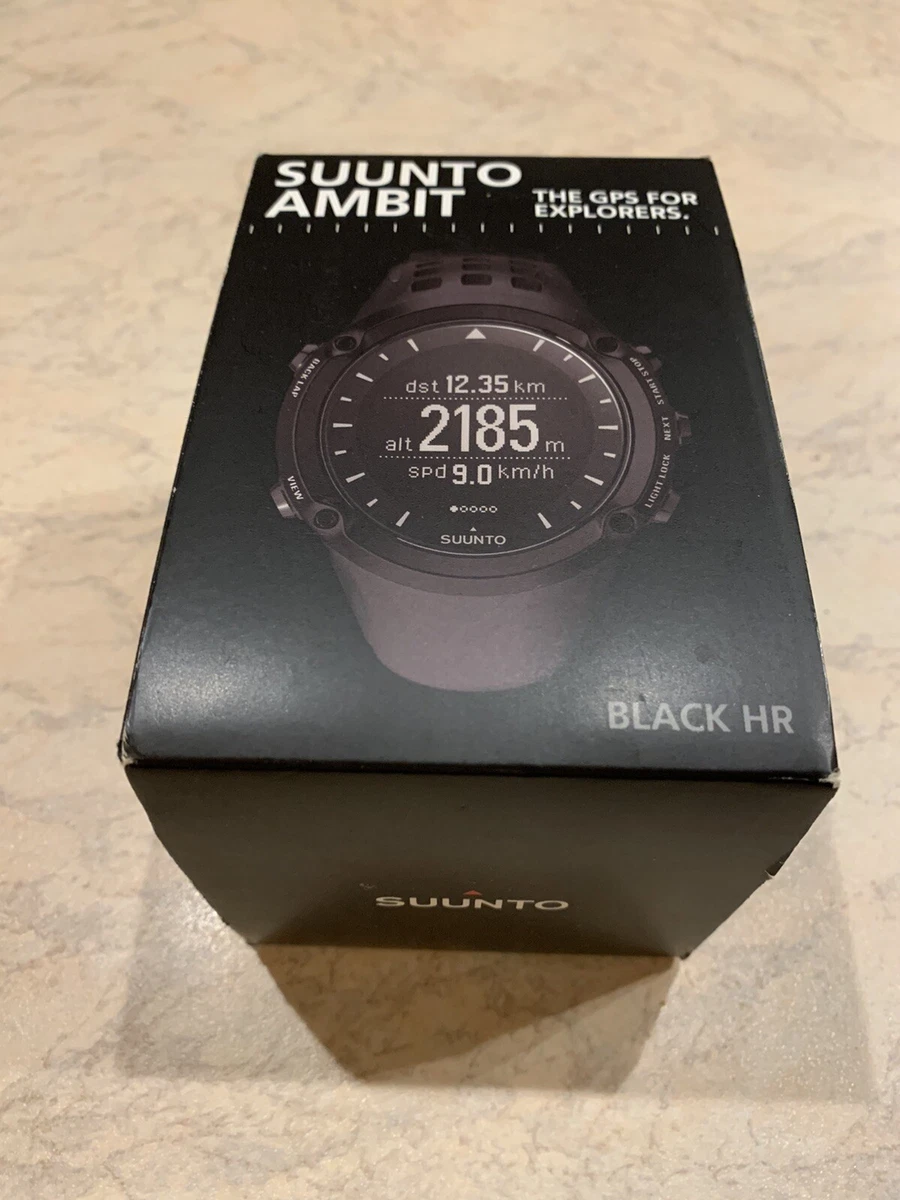 SUUNTO
AMBIT
THE GPS FOR
EXPLORERS.
BACK LAP
START STOP
dst 12.35 km
alt 2185 m
NEXT
spd 9.0 km/h
VIEW
LIGHT LOCK
SUUNTO
BLACK HR
SUUNTO